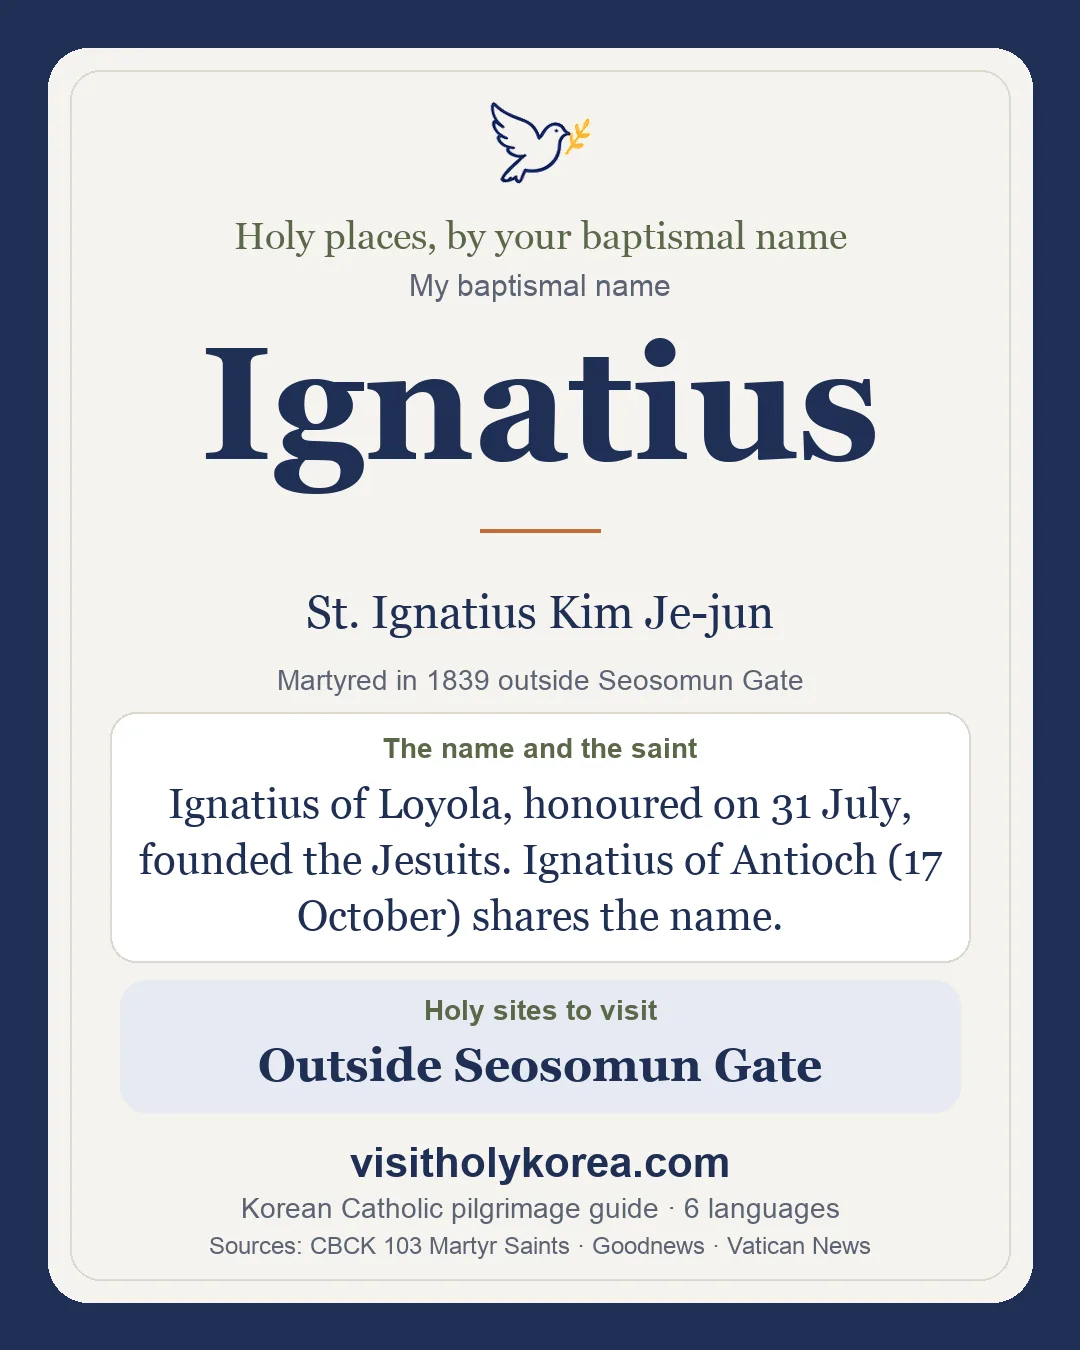 Holy places, by your baptismal name
My baptismal name
Ignatius
St. Ignatius Kim Je-jun
Martyred in 1839 outside Seosomun Gate
The name and the saint
Ignatius of Loyola, honoured on 31 July,
founded the Jesuits. Ignatius of Antioch (17
October) shares the name.
Holy sites to visit
Outside Seosomun Gate
visitholykorea.com
Korean Catholic pilgrimage guide · 6 languages
Sources: CBCK 103 Martyr Saints · Goodnews · Vatican News